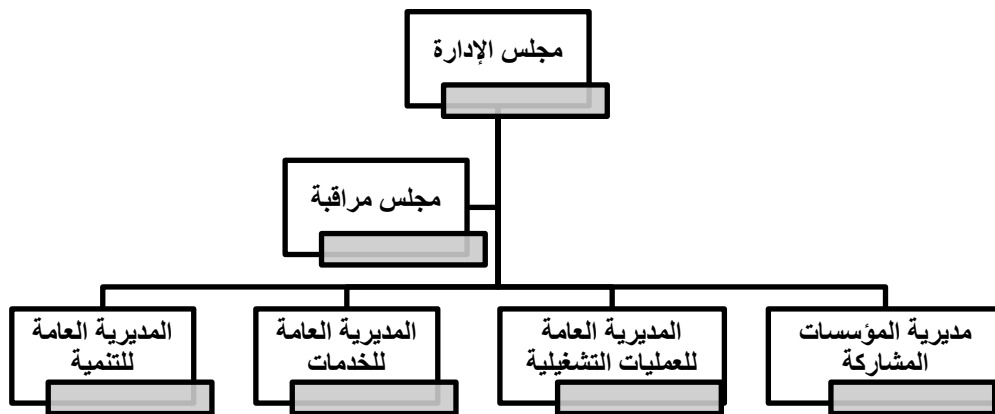 مجلس الإدارة
مجلس مراقبة
مديرية المؤسسات
المشاركة
المديرية العامة
للعمليات التشغيلية
المديرية العامة
للخدمات
المديرية العامة
للتنمية